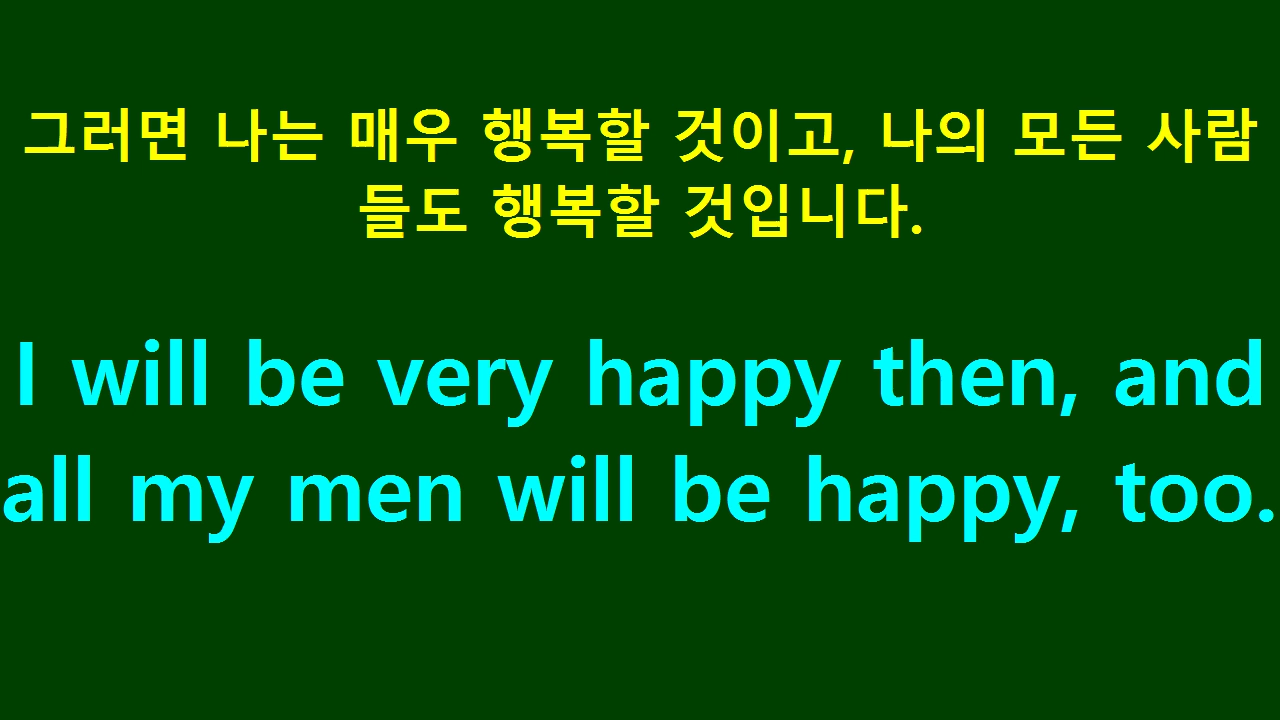 그러면 나는 매우 행복할 것이고, 나의 모든 사람
들도 행복할 것입니다.
I will be very happy then, and
all my men will be happy, too.